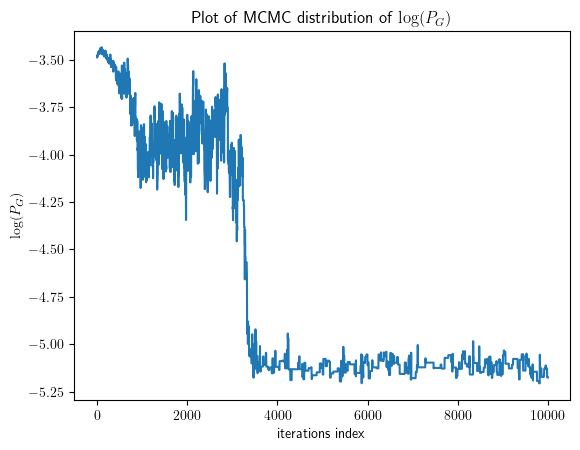 Plot of MCMC distribution of log(P_G)
−3.50
−3.75
−4.00
−4.25
−4.50
−4.75
−5.00
−5.25
log(P_G)
0 2000 4000 6000 8000 10000
iterations index